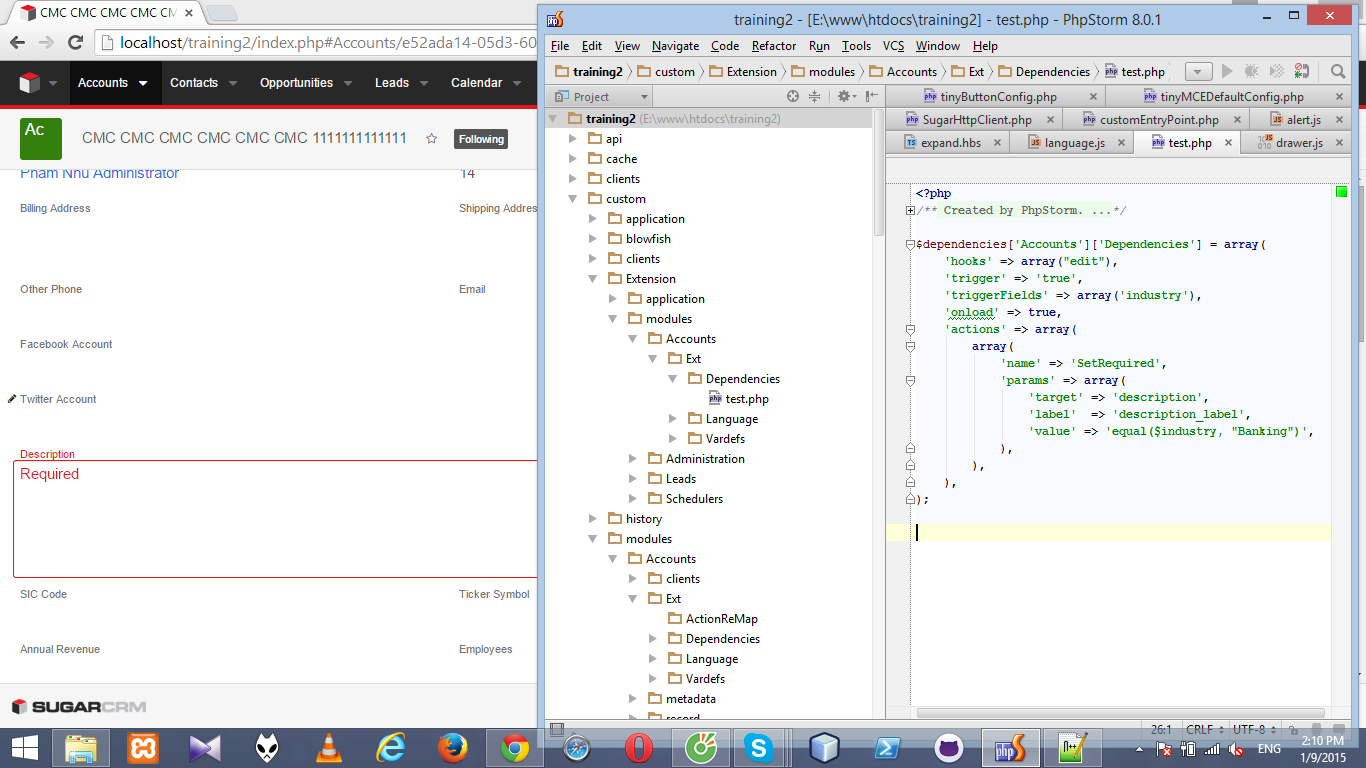 CMC CMC CMC CMC CM
localhost/training2/index.php#Accounts/e52ada14-05d3-60
Accounts
Contacts
Opportunities
Leads
Calendar
Ac
CMC CMC CMC CMC CMC CMC 1111111111111
Following
Pham Nhu Administrator
14
Billing Address
Shipping Addres
Other Phone
Email
Facebook Account
Twitter Account
Description
Required
SIC Code
Ticker Symbol
Annual Revenue
Employees
SUGARCRM
training2 - [E:\www\htdocs\training2] - test.php - PhpStorm 8.0.1
File Edit View Navigate Code Refactor Run Tools VCS Window Help
training2 custom Extension modules Accounts Ext Dependencies test.php
Project
training2 (E:\www\htdocs\training2)
api
cache
clients
custom
application
blowfish
clients
Extension
application
modules
Accounts
Ext
Dependencies
test.php
Language
Vardefs
Administration
Leads
Schedulers
history
modules
Accounts
clients
Ext
ActionReMap
Dependencies
Language
Vardefs
metadata
record
tinyButtonConfig.php
tinyMCEDefaultConfig.php
SugarHttpClient.php
customEntryPoint.php
alert.js
expand.hbs
language.js
test.php
drawer.js
<?php
/** Created by PhpStorm. ...*/
$dependencies['Accounts']['Dependencies'] = array(
'hooks' => array("edit"),
'trigger' => 'true',
'triggerFields' => array('industry'),
'onload' => true,
'actions' => array(
array(
'name' => 'SetRequired',
'params' => array(
'target' => 'description',
'label' => 'description_label',
'value' => 'equal($industry, "Banking")',
),
),
),
);
26:1 CRLF UTF-8
ENG
2:10 PM
1/9/2015